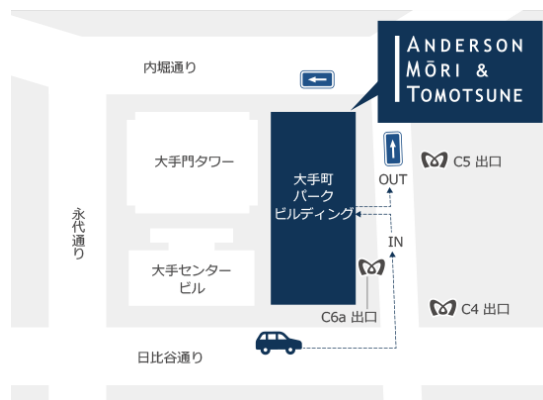 ANDERSON
MŌRI &
TOMOTSUNE
内堀通り
大手門タワー
大手町
パーク
ビルディング
C5 出口
OUT
永代通り
IN
大手センター
ビル
C6a 出口
C4 出口
日比谷通り